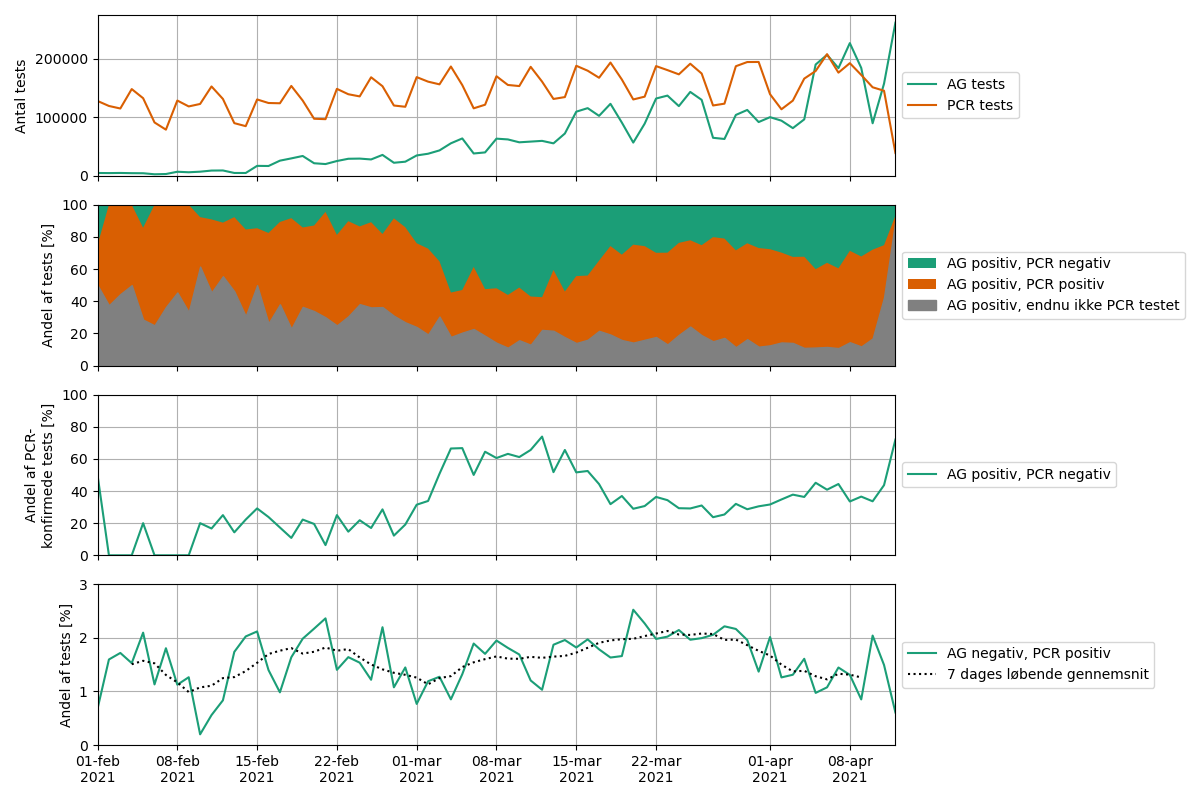 Antal tests
200000
100000
0
AG tests
PCR tests
Andel af tests [%]
100
80
60
40
20
0
AG positiv, PCR negativ
AG positiv, PCR positiv
AG positiv, endnu ikke PCR testet
Andel af PCR-
konfirmede tests [%]
100
80
60
40
20
0
AG positiv, PCR negativ
Andel af tests [%]
3
2
1
0
AG negativ, PCR positiv
7 dages løbende gennemsnit
01-feb 08-feb 15-feb 22-feb 01-mar 08-mar 15-mar 22-mar 01-apr 08-apr
2021 2021 2021 2021 2021 2021 2021 2021 2021 2021